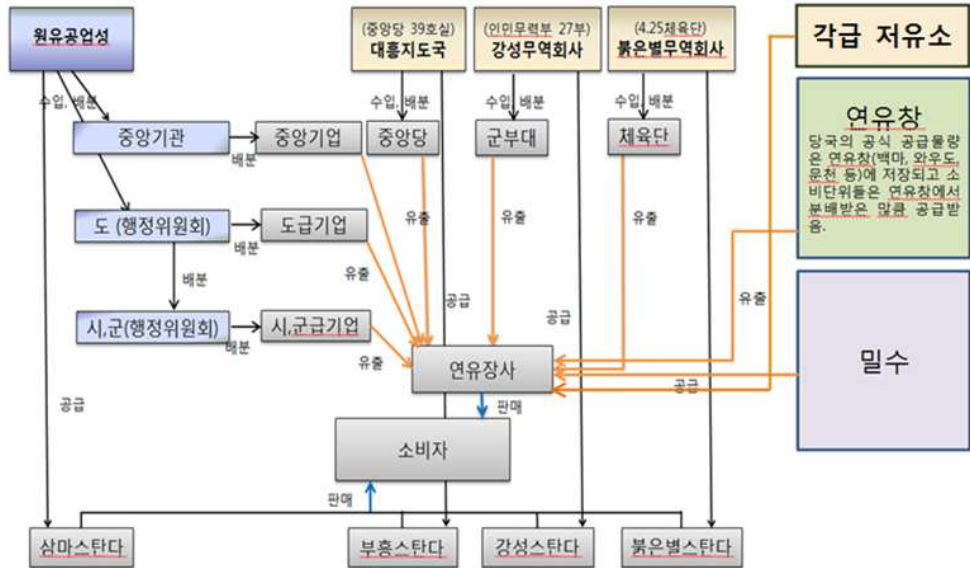 원유공업성
(중앙당 39호실)
대흥지도국
(인민무력부 27부)
강성무역회사
(4.25체육단)
붉은별무역회사
각급 저유소
수입, 배분
수입, 배분
수입, 배분
수입, 배분
중앙기관
배분
중앙기업
중앙당
군부대
체육단
연유창
당국의 공식 공급물량
은 연유창(백마, 와우도,
문천 등)에 저장되고 소
비단위들은 연유창에서
분배받은 많큼 공급받
음.
도 (행정위원회)
배분
도급기업
유출
유출
유출
배분
시,군(행정위원회)
배분
시,군급기업
유출
공급
공급
유출
연유장사
공급
밀수
공급
판매
소비자
판매
삼마스탄다
부흥스탄다
강성스탄다
붉은별스탄다